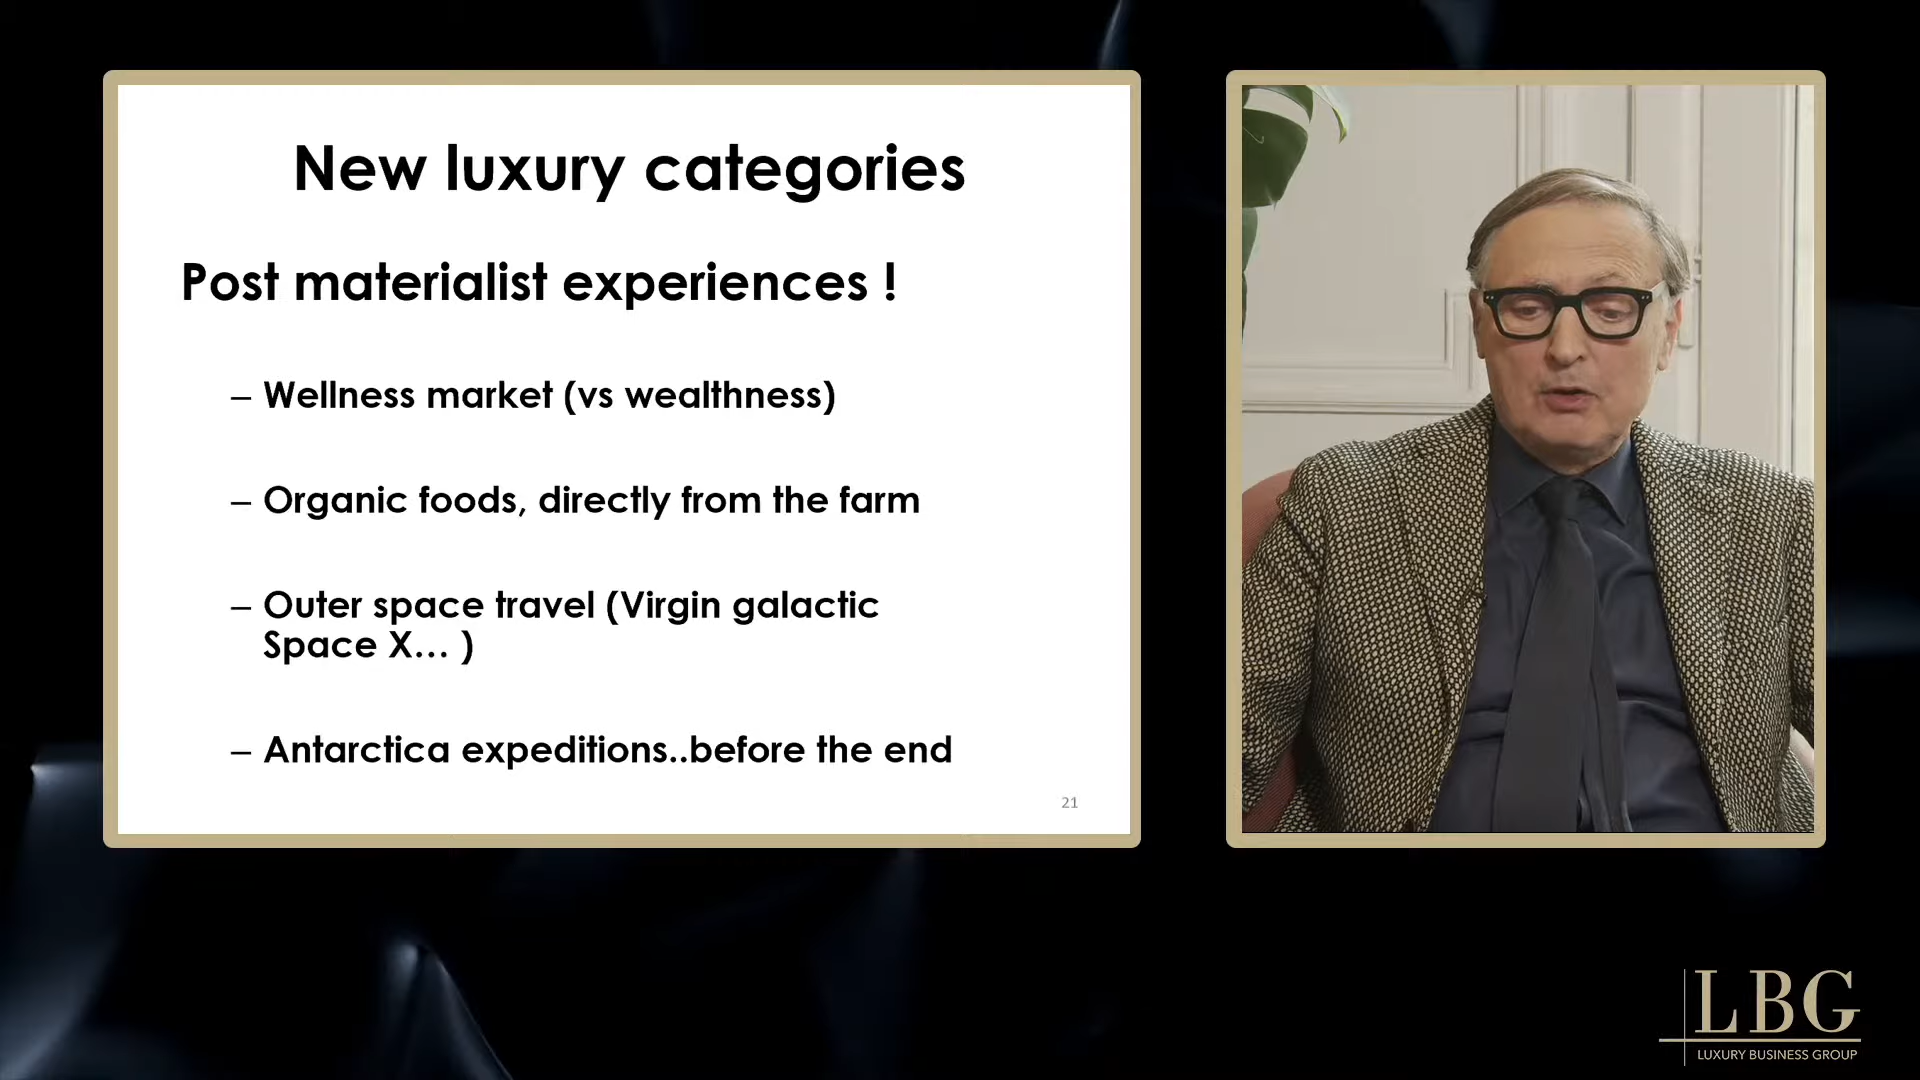 New luxury categories
Post materialist experiences !
– Wellness market (vs wealthness)
– Organic foods, directly from the farm
– Outer space travel (Virgin galactic
Space X... )
– Antarctica expeditions..before the end
21
LBG
LUXURY BUSINESS GROUP